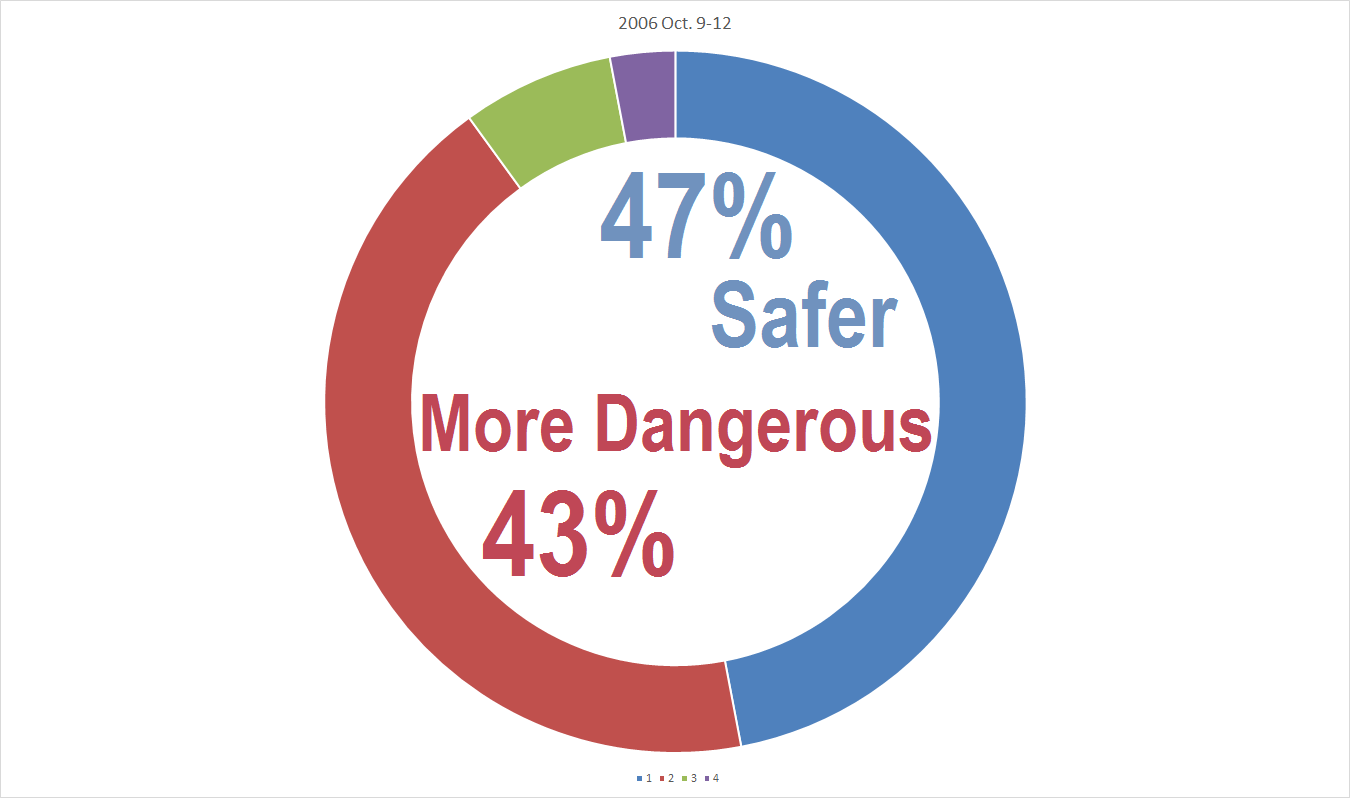 2006 Oct. 9-12
47%
Safer
More Dangerous
43%
1 2 3 4